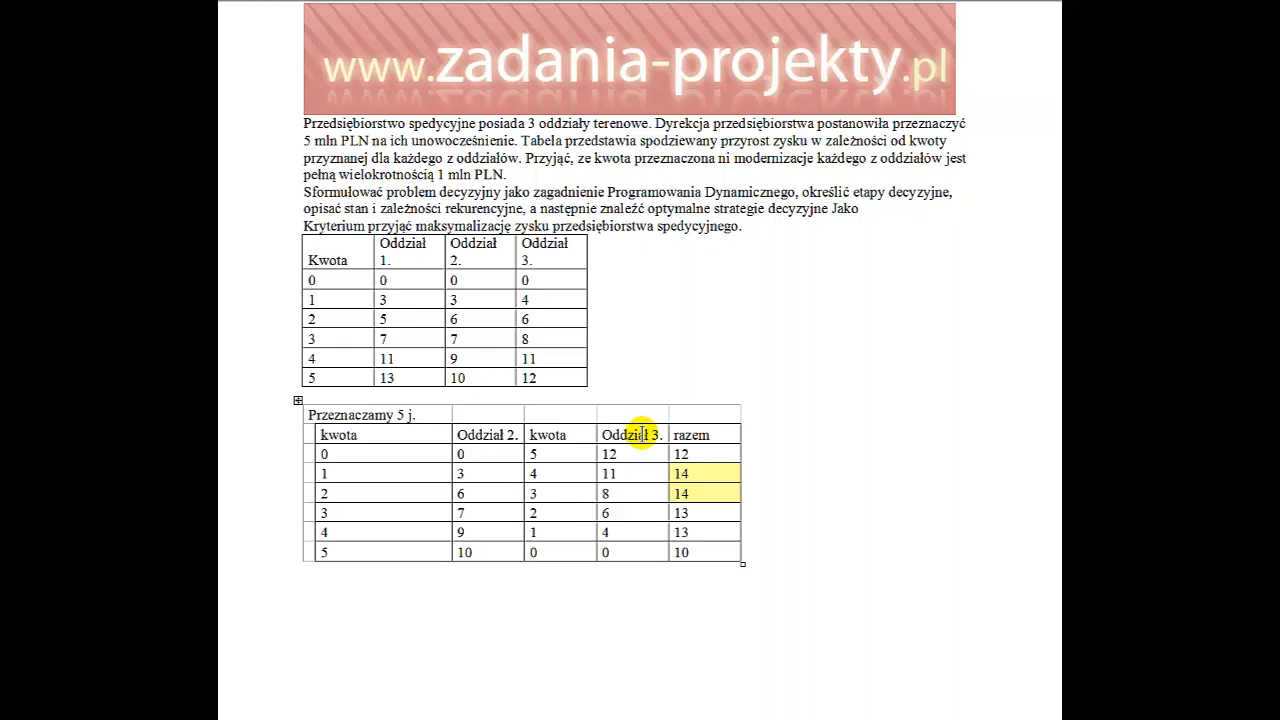 www.zadania-projekty.pl
Przedsiębiorstwo spedycyjne posiada 3 oddziały terenowe. Dyrekcja przedsiębiorstwa postanowiła przeznaczyć
5 mln PLN na ich unowocześnienie. Tabela przedstawia spodziewany przyrost zysku w zależności od kwoty
przyznanej dla każdego z oddziałów. Przyjąć, ze kwota przeznaczona ni modernizacje każdego z oddziałów jest
pełną wielokrotnością 1 mln PLN.
Sformułować problem decyzyjny jako zagadnienie Programowania Dynamicznego, określić etapy decyzyjne,
opisać stan i zależności rekurencyjne, a następnie znaleźć optymalne strategie decyzyjne Jako
Kryterium przyjąć maksymalizację zysku przedsiębiorstwa spedycyjnego.
Oddział Oddział Oddział
Kwota 1. 2. 3.
0 0 0 0
1 3 3 4
2 5 6 6
3 7 7 8
4 11 9 11
5 13 10 12
Przeznaczamy 5 j.
kwota Oddział 2. kwota Oddział 3. razem
0 0 5 12 12
1 3 4 11 14
2 6 3 8 14
3 7 2 6 13
4 9 1 4 13
5 10 0 0 10